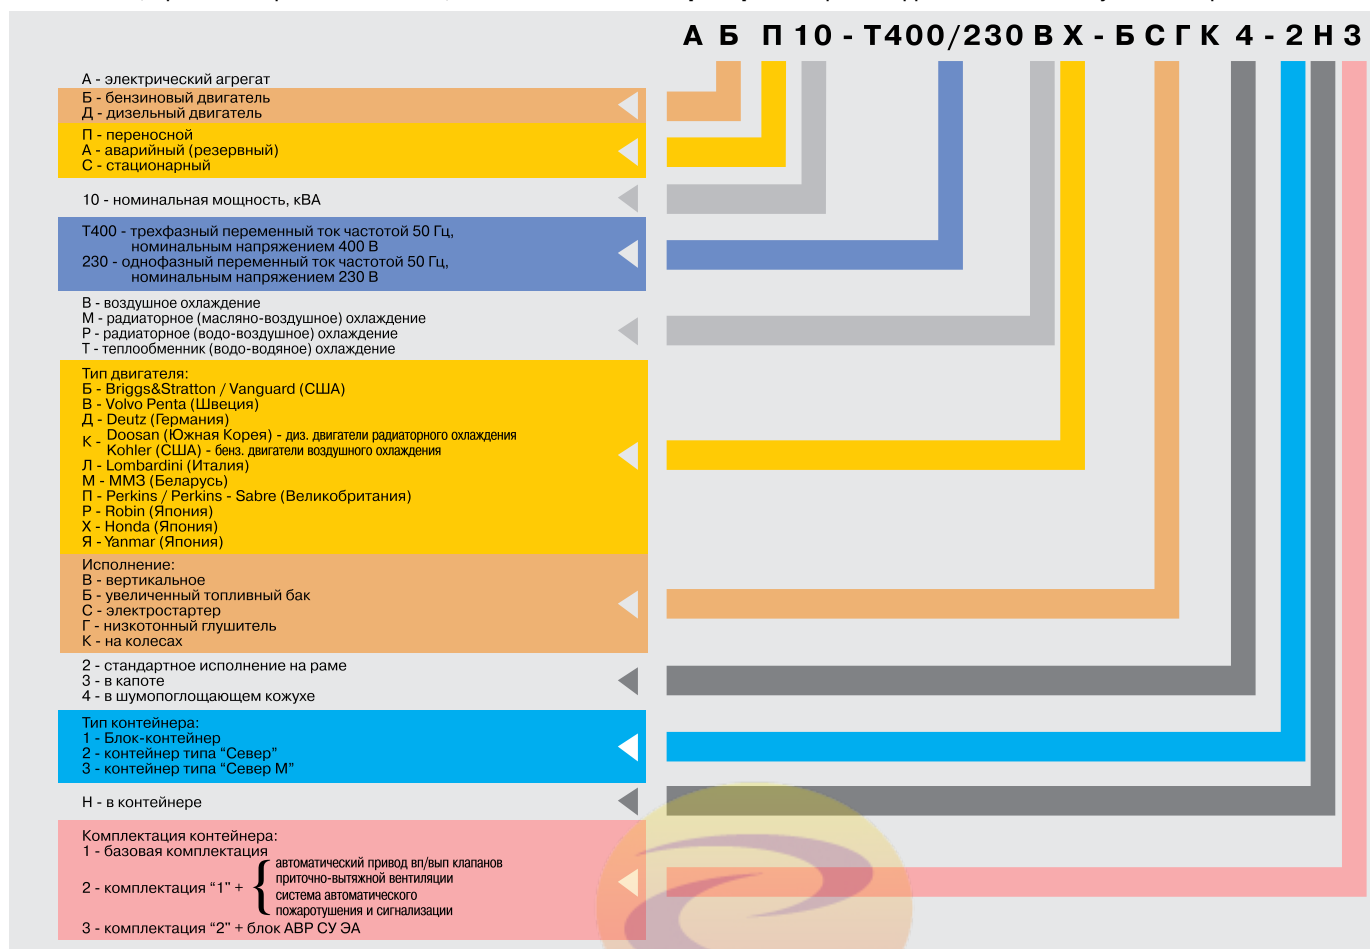 А Б П 10 - Т400/230 В Х - Б С Г К 4 - 2 Н 3
А - электрический агрегат
Б - бензиновый двигатель
Д - дизельный двигатель
П - переносной
А - аварийный (резервный)
С - стационарный
10 - номинальная мощность, кВА
Т400 - трехфазный переменный ток частотой 50 Гц,
номинальным напряжением 400 В
230 - однофазный переменный ток частотой 50 Гц,
номинальным напряжением 230 В
В - воздушное охлаждение
М - радиаторное (масляно-воздушное) охлаждение
Р - радиаторное (водо-воздушное) охлаждение
Т - теплообменник (водо-водяное) охлаждение
Тип двигателя:
Б - Briggs&Stratton / Vanguard (США)
В - Volvo Penta (Швеция)
Д - Deutz (Германия)
К - Doosan (Южная Корея) - диз. двигатели радиаторного охлаждения
Kohler (США) - бенз. двигатели воздушного охлаждения
Л - Lombardini (Италия)
М - ММЗ (Беларусь)
П - Perkins / Perkins - Sabre (Великобритания)
Р - Robin (Япония)
Х - Honda (Япония)
Я - Yanmar (Япония)
Исполнение:
В - вертикальное
Б - увеличенный топливный бак
С - электростартер
Г - низкотонный глушитель
К - на колесах
2 - стандартное исполнение на раме
3 - в капоте
4 - в шумопоглощающем кожухе
Тип контейнера:
1 - Блок-контейнер
2 - контейнер типа “Север”
3 - контейнер типа “Север М”
Н - в контейнере
Комплектация контейнера:
1 - базовая комплектация
2 - комплектация “1” +
автоматический привод вп/вып клапанов
приточно-вытяжной вентиляции
система автоматического
пожаротушения и сигнализации
3 - комплектация “2” + блок АВР СУ ЭА